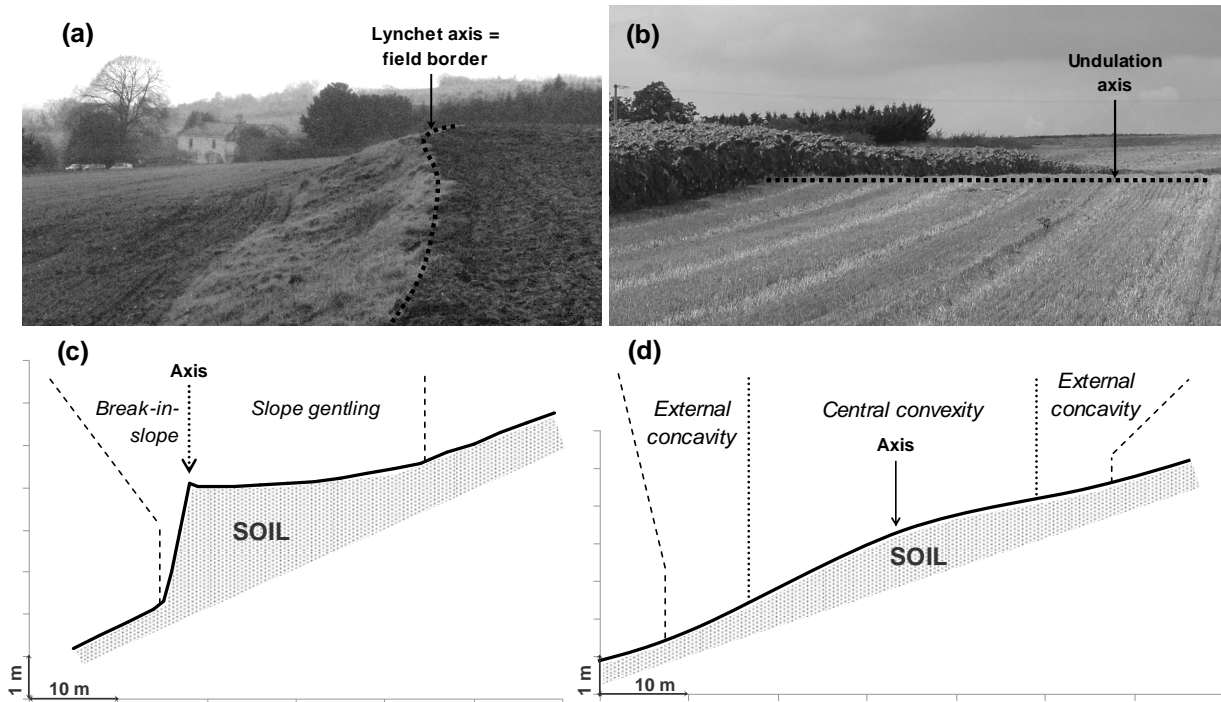 (a)
Lynchet axis =
field border
(b)
Undulation
axis
(c)
Axis
Break-in-
slope
Slope gentling
SOIL
1 m
10 m
(d)
External
concavity
Central convexity
Axis
External
concavity
SOIL
1 m
10 m